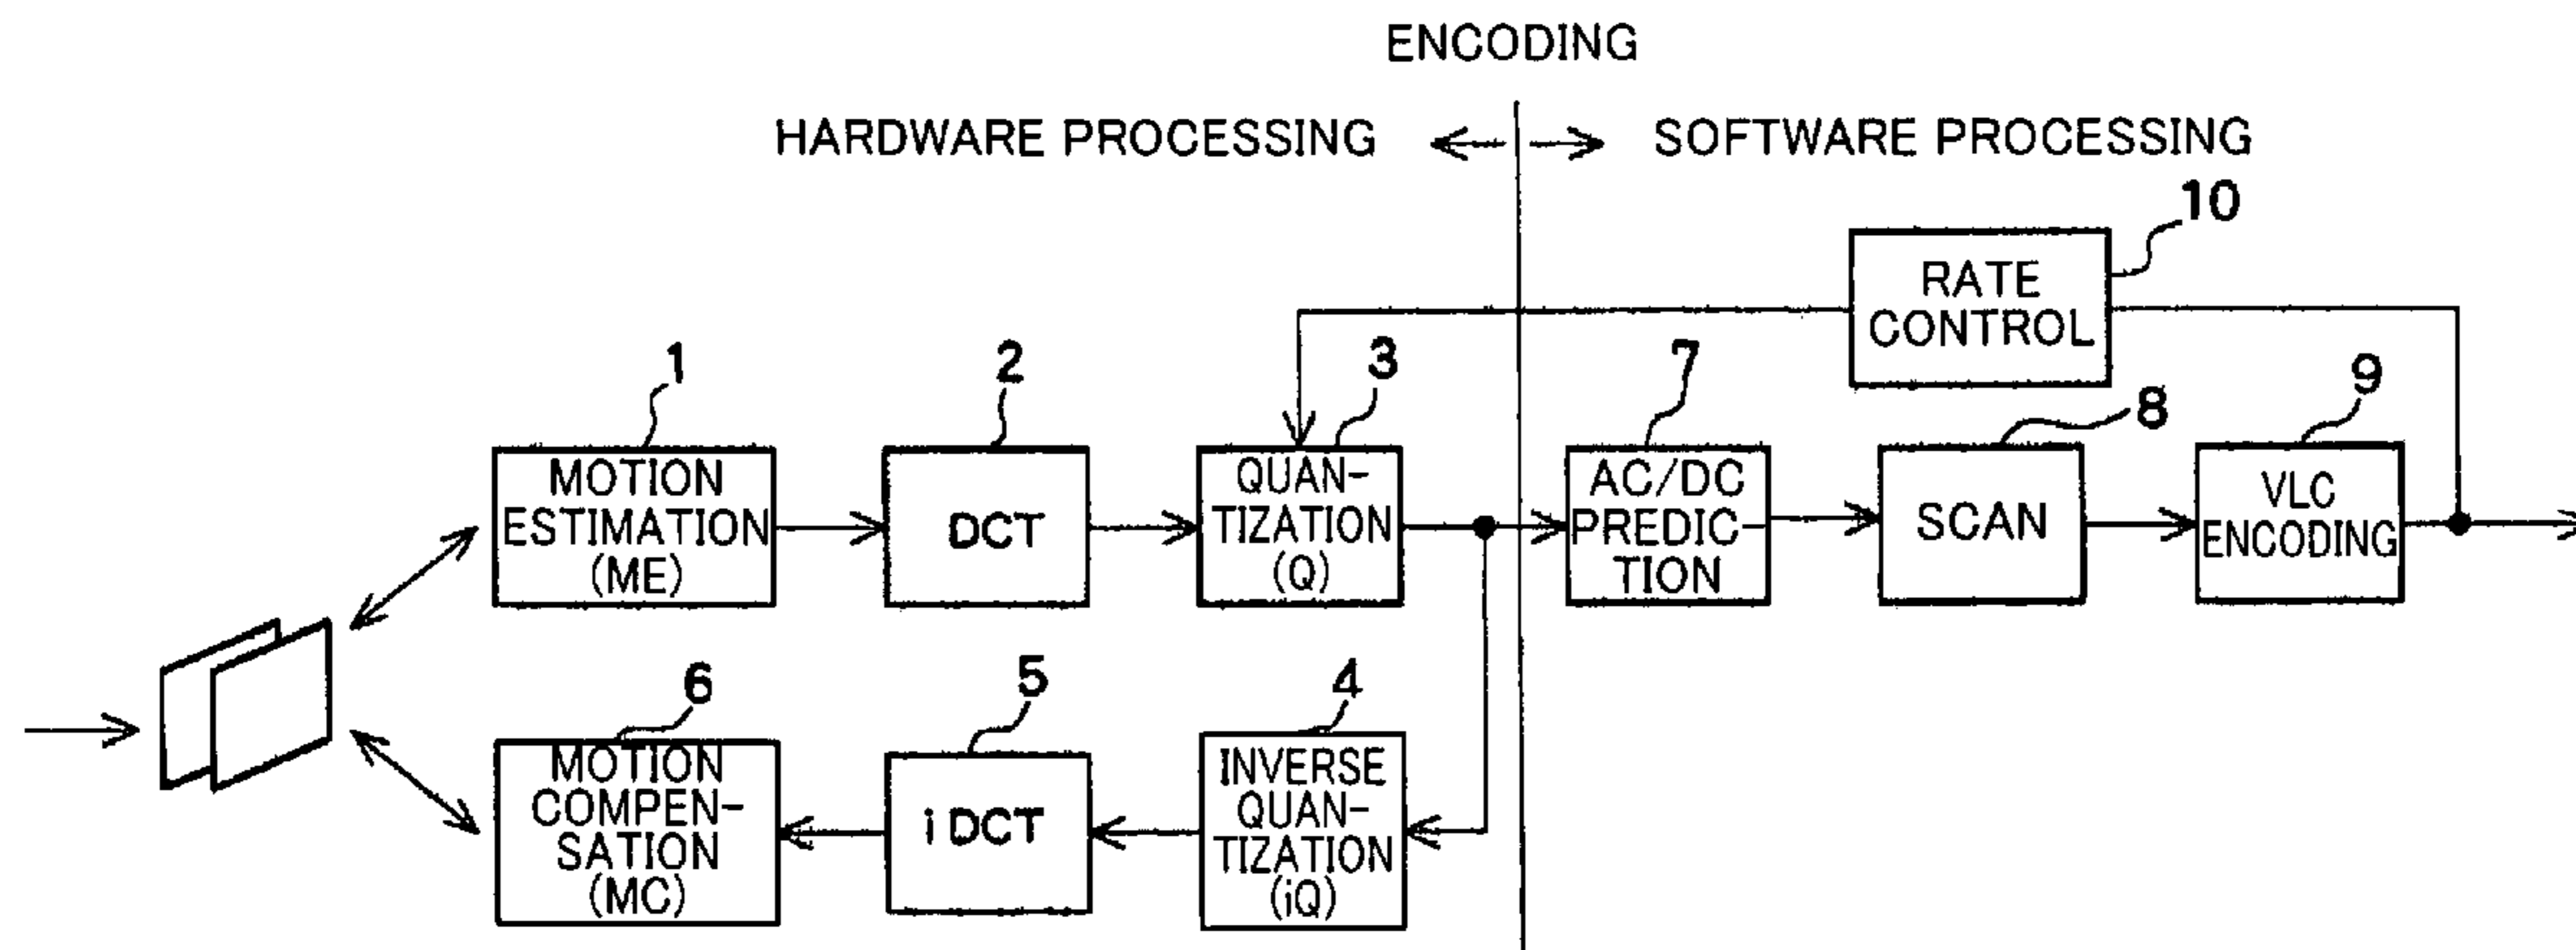 ENCODING
HARDWARE PROCESSING
SOFTWARE PROCESSING
10
RATE
CONTROL
1
2
3
7
8
9
MOTION
ESTIMATION
(ME)
DCT
QUAN-
TIZATION
(Q)
AC/DC
PREDIC-
TION
SCAN
VLC
ENCODING
6
5
4
MOTION
COMPEN-
SATION
(MC)
i DCT
INVERSE
QUAN-
TIZATION
(iQ)